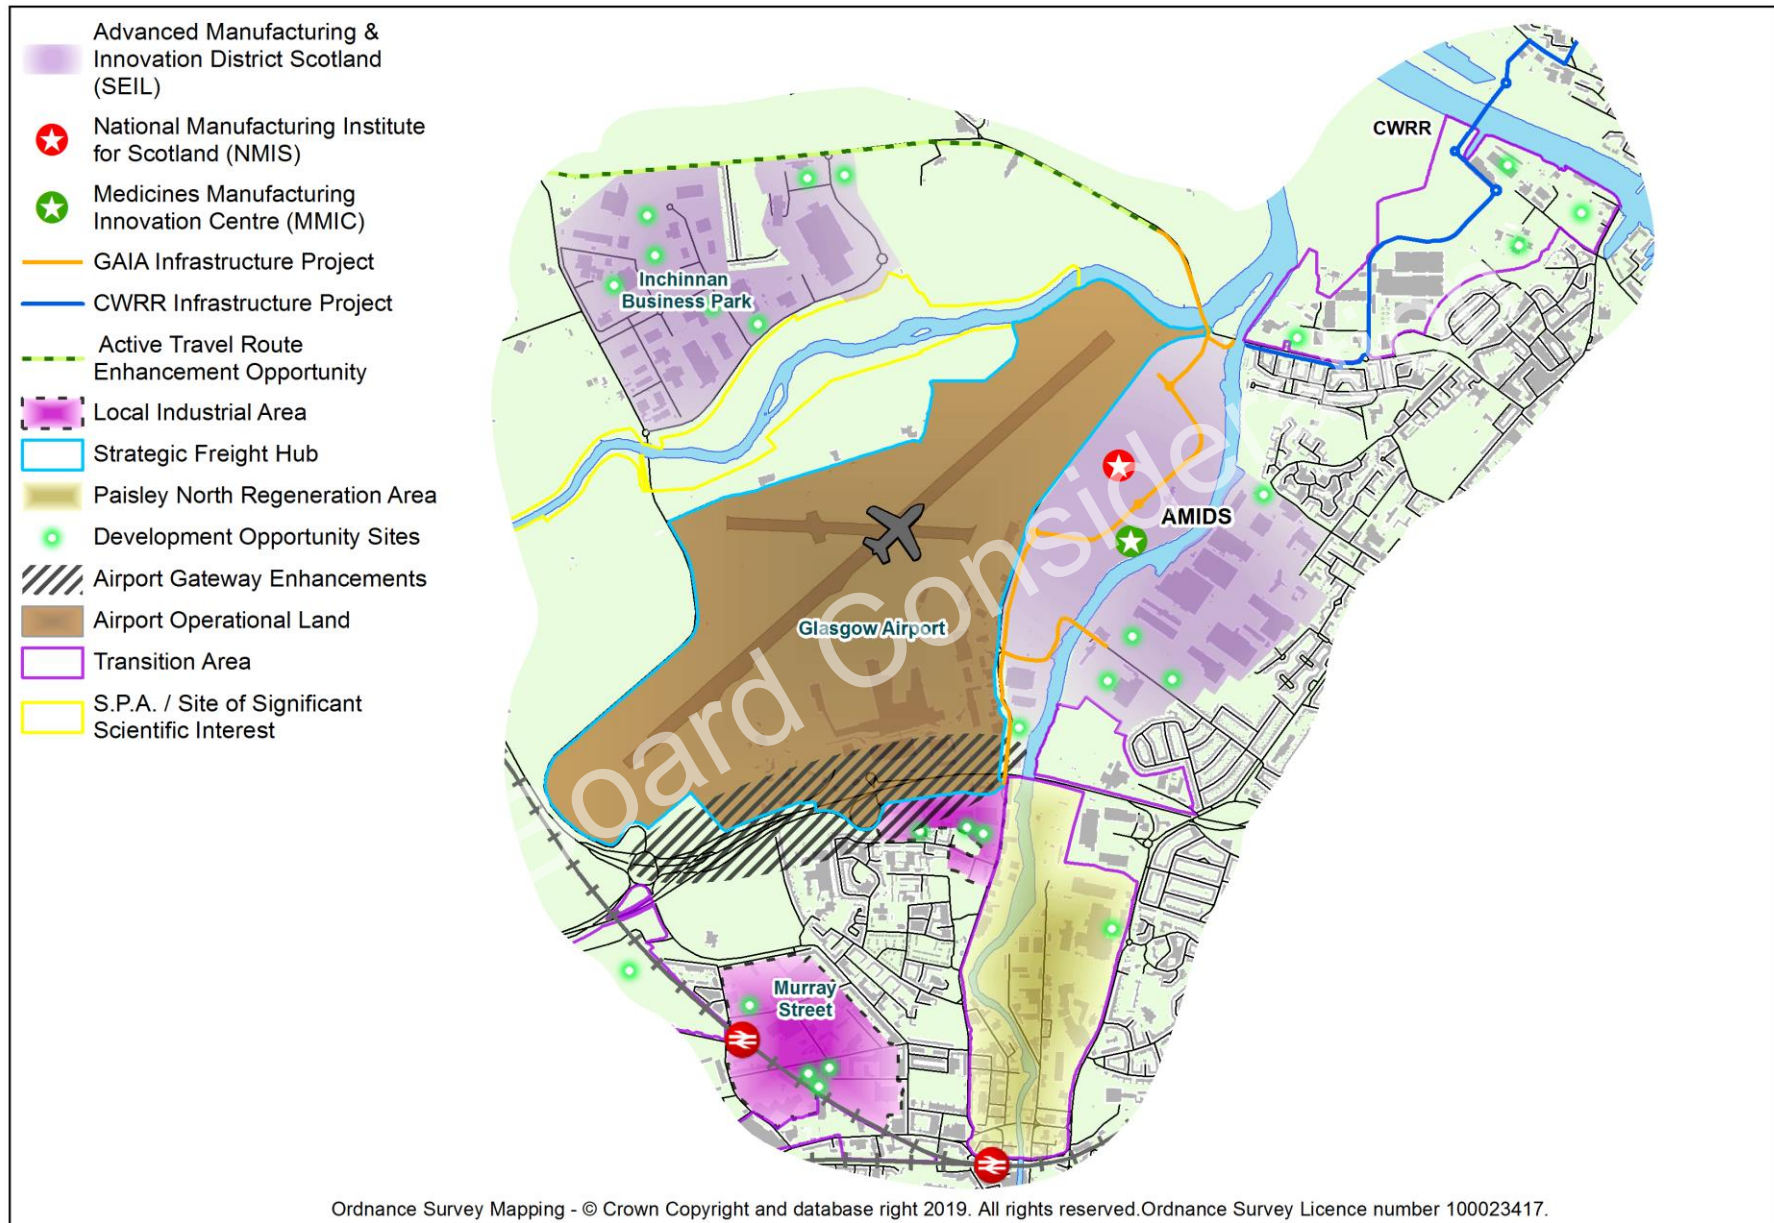 Advanced Manufacturing &
Innovation District Scotland
(SEIL)
National Manufacturing Institute
for Scotland (NMIS)
Medicines Manufacturing
Innovation Centre (MMIC)
GAIA Infrastructure Project
CWRR Infrastructure Project
Active Travel Route
Enhancement Opportunity
Local Industrial Area
Strategic Freight Hub
Paisley North Regeneration Area
Development Opportunity Sites
Airport Gateway Enhancements
Airport Operational Land
Transition Area
S.P.A. / Site of Significant
Scientific Interest
CWRR
Inchinnan
Business Park
AMIDS
Glasgow Airport
Murray
Street
oard Consider
Ordnance Survey Mapping - © Crown Copyright and database right 2019. All rights reserved.Ordnance Survey Licence number 100023417.